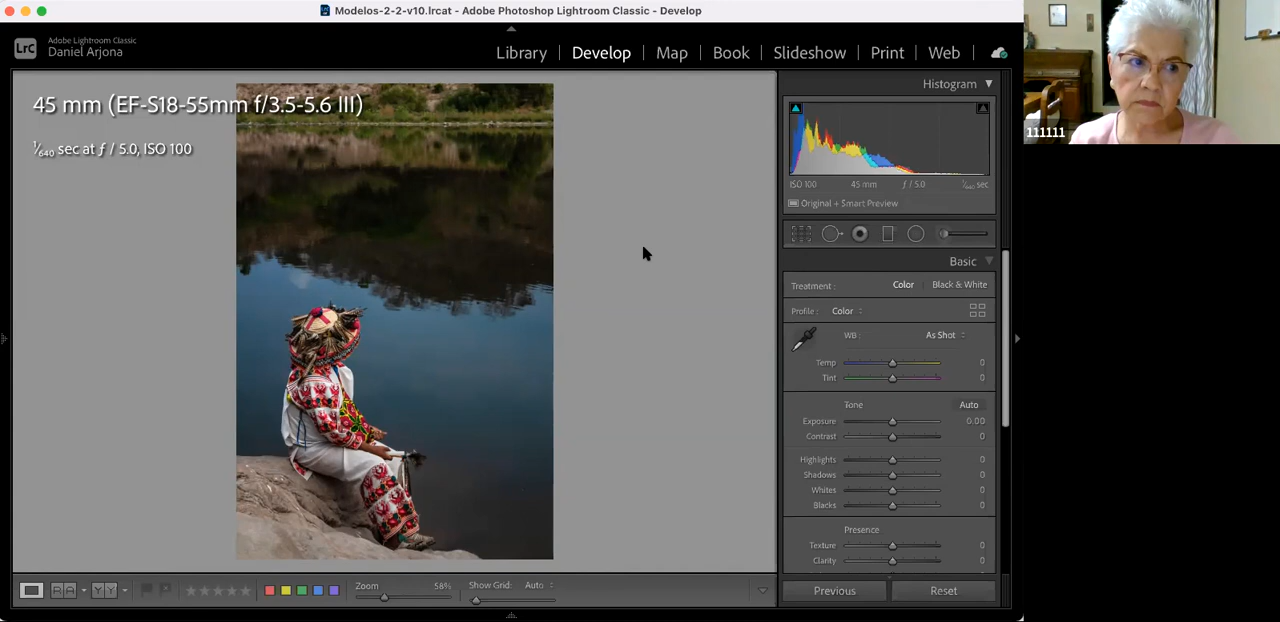 Modelos-2-2-v10.lrcat - Adobe Photoshop Lightroom Classic - Develop
LrC
Adobe Lightroom Classic
Daniel Arjona
Library | Develop | Map | Book | Slideshow | Print | Web
45 mm (EF-S18-55mm f/3.5-5.6 III)
1/640 sec at ƒ / 5.0, ISO 100
Histogram
ISO 100 45 mm ƒ / 5.0 1/640 sec
Original + Smart Preview
Basic
Treatment : Color | Black & White
Profile : Color
WB : As Shot
Temp 0
Tint 0
Tone Auto
Exposure 0.00
Contrast 0
Highlights 0
Shadows 0
Whites 0
Blacks 0
Presence
Texture 0
Clarity 0
Previous Reset
RA YY Zoom 58% Show Grid: Auto
111111